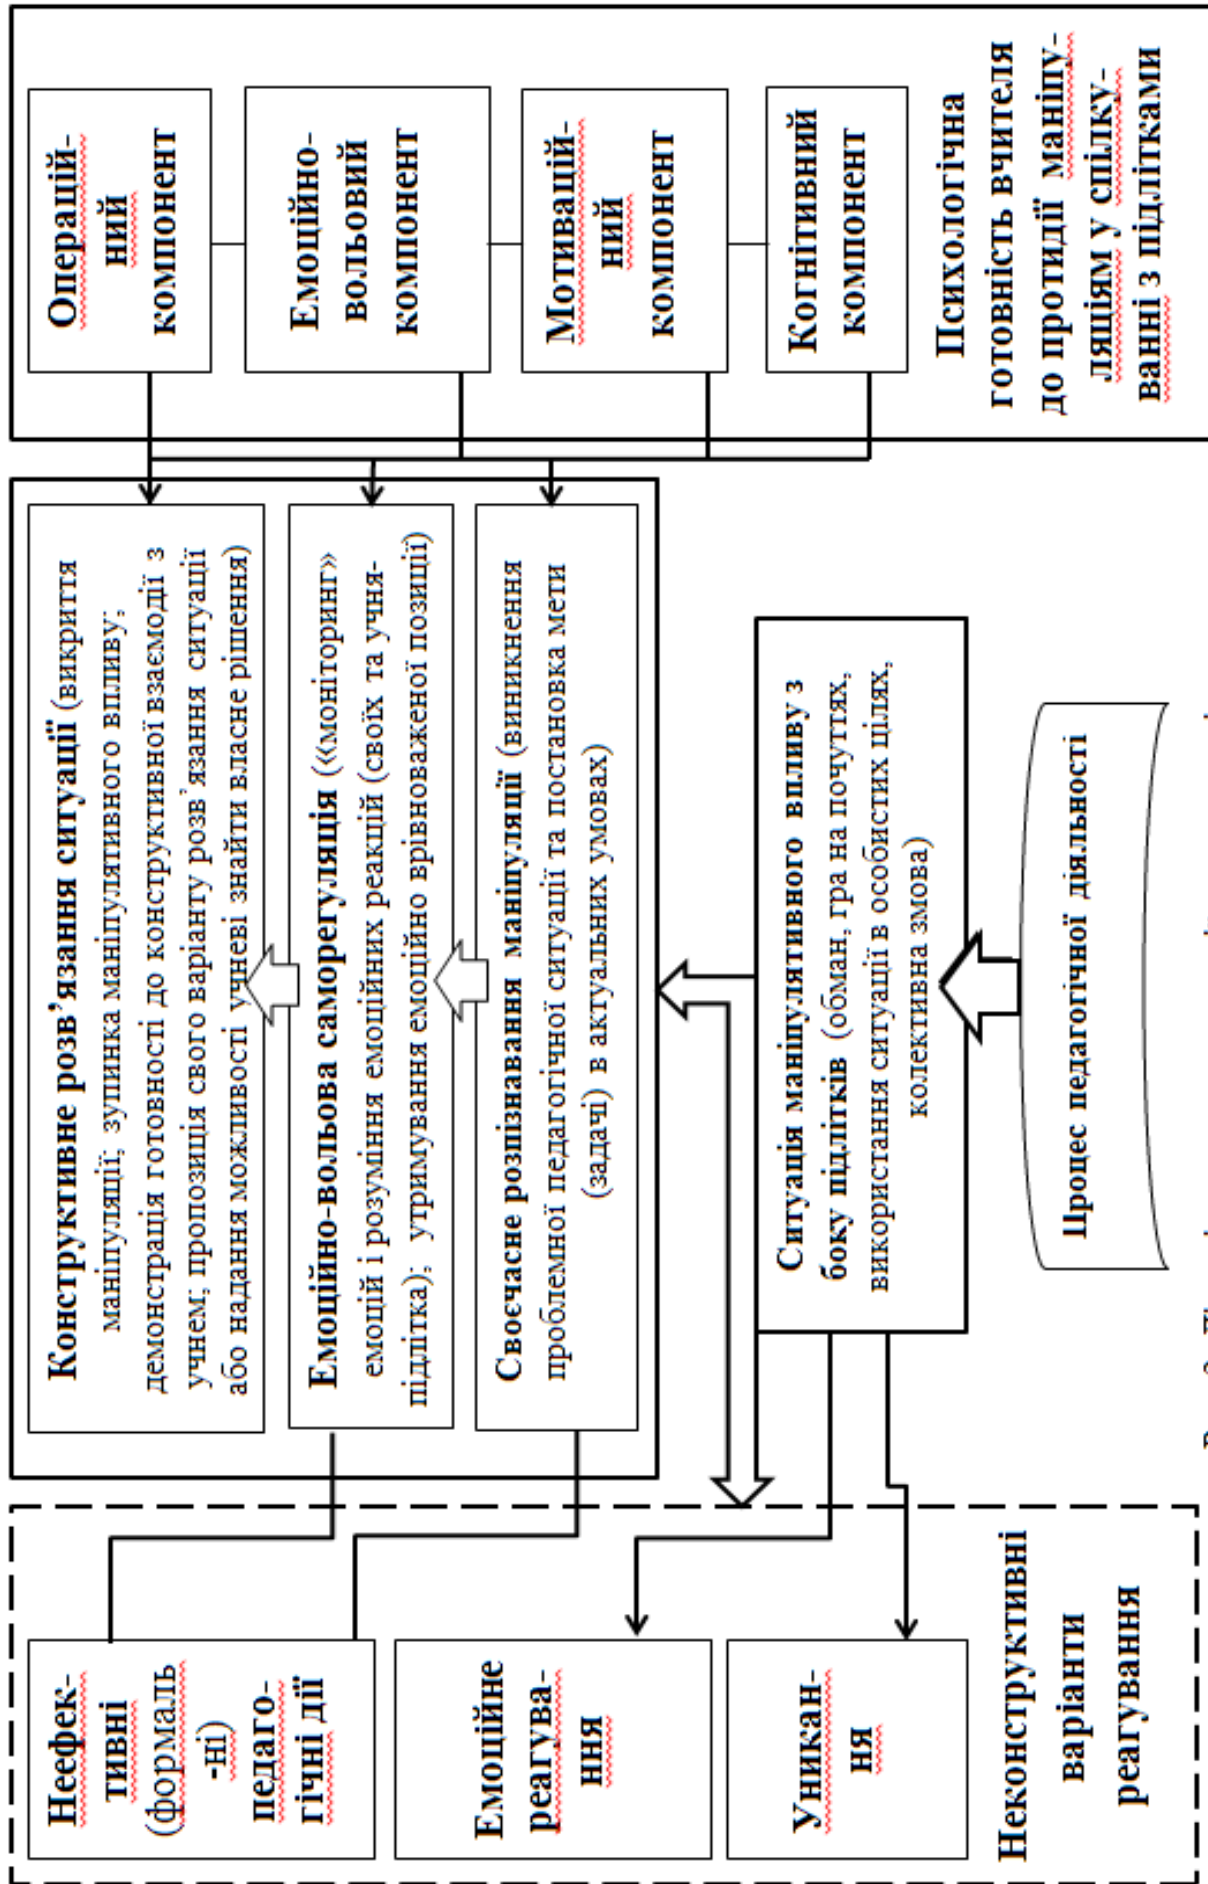 Неефек-
тивні
(формаль
-ні)
педаго-
гічні дії
Емоційне
реагува-
ння
Уникан-
ня
Неконструктивні
варіанти
реагування
Конструктивне розв’язання ситуації (викриття
маніпуляції; зупинка маніпулятивного впливу;
демонстрація готовності до конструктивної взаємодії з
учнем; пропозиція свого варіанту розв’язання ситуації
або надання можливості учневі знайти власне рішення)
Емоційно-вольова саморегуляція («моніторинг»
емоцій і розуміння емоційних реакцій (своїх та учня-
підлітка); утримування емоційно врівноваженої позиції)
Своєчасне розпізнавання маніпуляції (виникнення
проблемної педагогічної ситуації та постановка мети
(задачі) в актуальних умовах)
Ситуація маніпулятивного впливу з
боку підлітків (обман, гра на почуттях,
використання ситуації в особистих цілях,
колективна змова)
Процес педагогічної діяльності
Операцій-
ний
компонент
Емоційно-
вольовий
компонент
Мотивацій-
ний
компонент
Когнітивний
компонент
Психологічна
готовність вчителя
до протидії маніпу-
ляціям у спілку-
ванні з підлітками